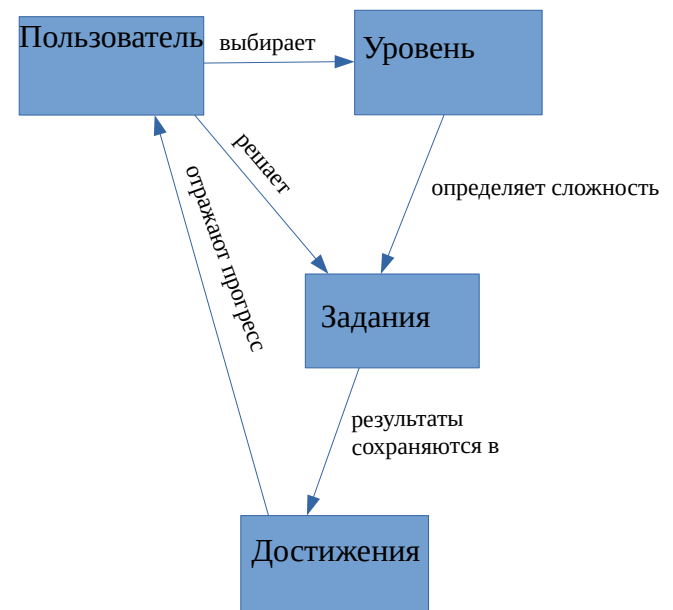 Пользователь
выбирает
Уровень
решает
отражают прогресс
определяет сложность
Задания
результаты
сохраняются в
Достижения